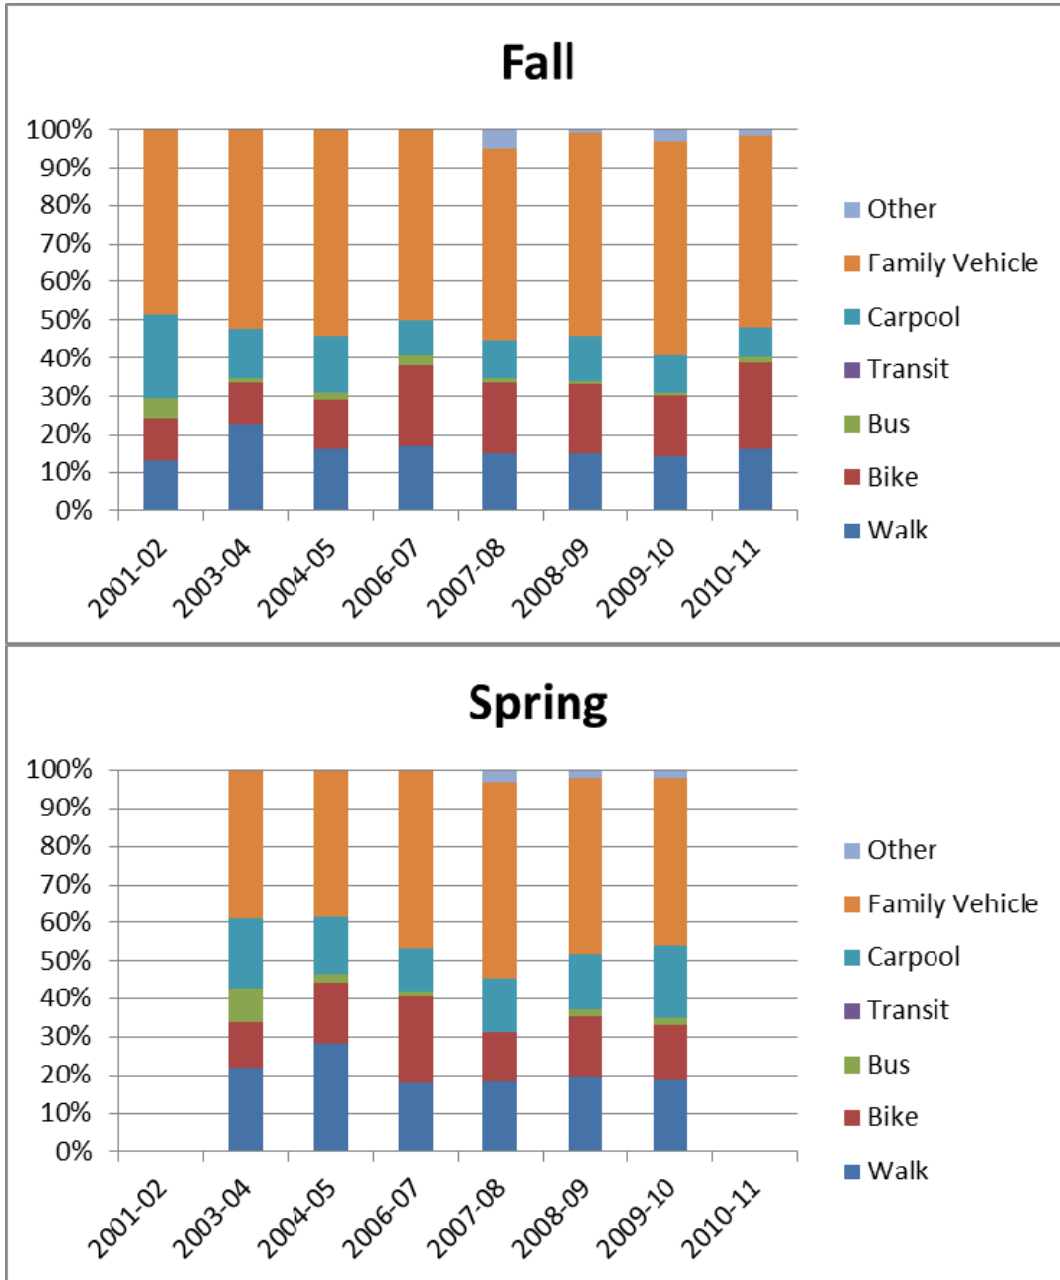 Fall
100%
90%
80%
70%
60%
50%
40%
30%
20%
10%
0%
2001-02
2003-04
2004-05
2006-07
2007-08
2008-09
2009-10
2010-11
Other
Family Vehicle
Carpool
Transit
Bus
Bike
Walk
Spring
100%
90%
80%
70%
60%
50%
40%
30%
20%
10%
0%
2001-02
2003-04
2004-05
2006-07
2007-08
2008-09
2009-10
2010-11
Other
Family Vehicle
Carpool
Transit
Bus
Bike
Walk